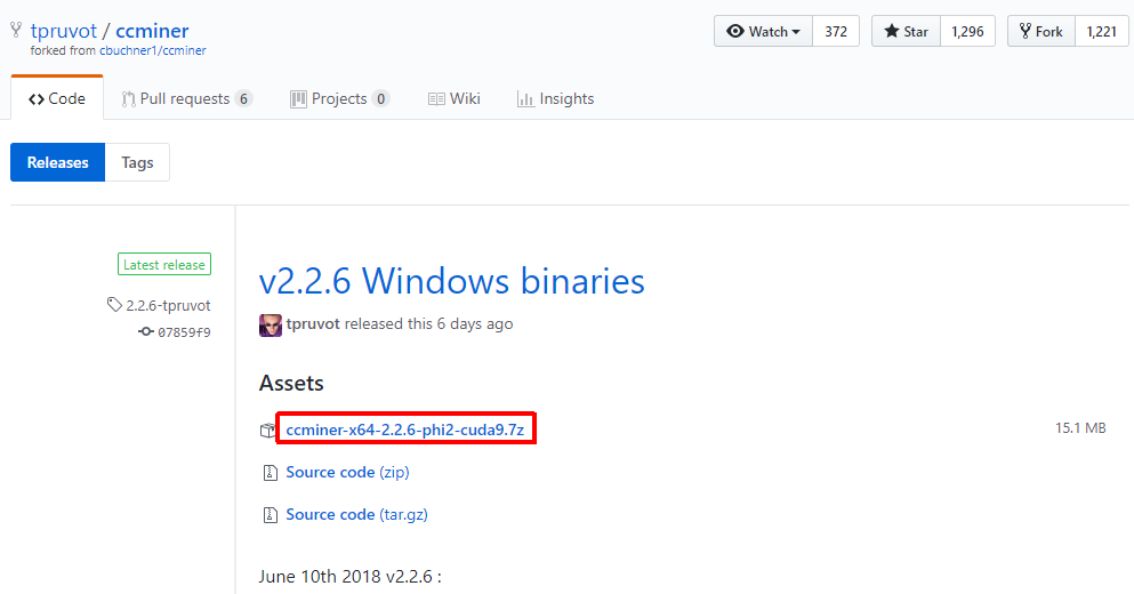 tpruvot / ccminer
forked from cbuchner1/ccminer
Watch 372 Star 1,296 Fork 1,221
Code Pull requests 6 Projects 0 Wiki Insights
Releases Tags
Latest release
2.2.6-tpruvot
07859f9
v2.2.6 Windows binaries
tpruvot released this 6 days ago
Assets
ccminer-x64-2.2.6-phi2-cuda9.7z 15.1 MB
Source code (zip)
Source code (tar.gz)
June 10th 2018 v2.2.6 :